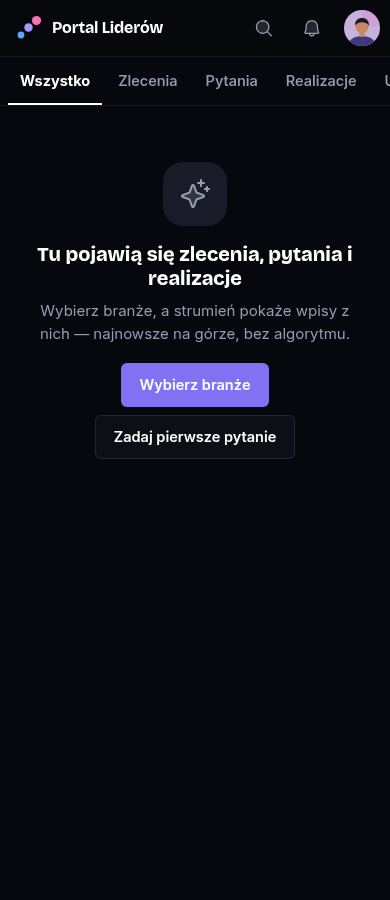 Portal Liderów
Wszystko Zlecenia Pytania Realizacje
Tu pojawią się zlecenia, pytania i
realizacje
Wybierz branże, a strumień pokaże wpisy z
nich — najnowsze na górze, bez algorytmu.
Wybierz branże
Zadaj pierwsze pytanie